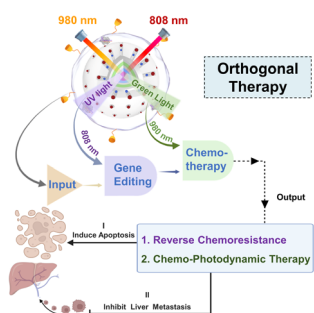 980 nm
808 nm
Orthogonal
Therapy
UV light
Green Light
808 nm
980 nm
Input
Gene
Editing
Chemo-
therapy
Output
I
Induce Apoptosis
1. Reverse Chemoresistance
2. Chemo-Photodynamic Therapy
II
Inhibit Liver Metastasis